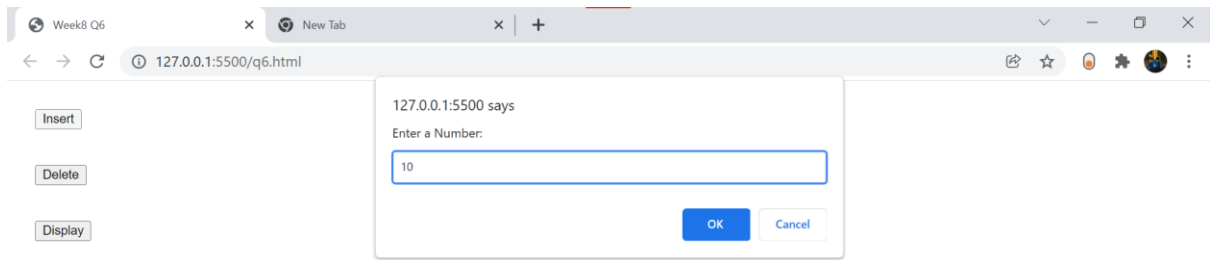 Week8 Q6
New Tab
127.0.0.1:5500/q6.html
Insert
Delete
Display
127.0.0.1:5500 says
Enter a Number:
10
OK Cancel